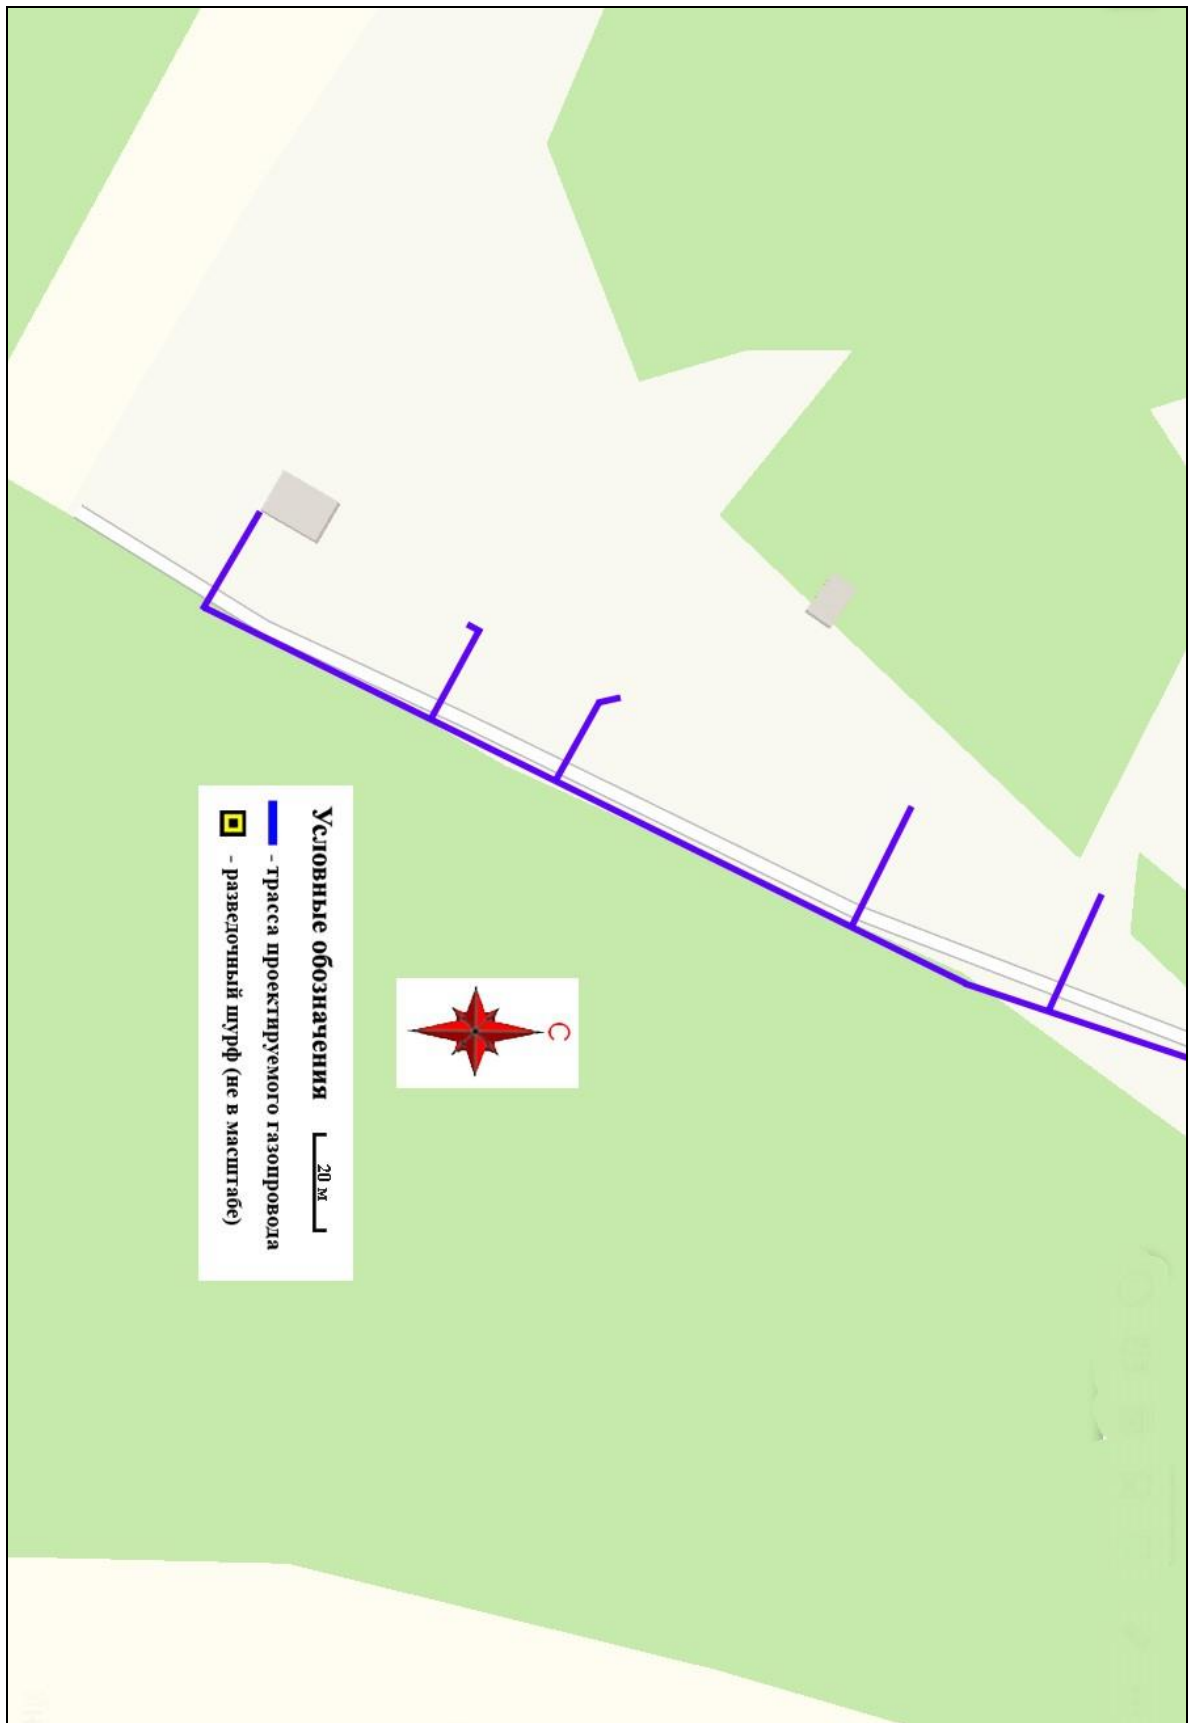 Условные обозначения
20 м
- трасса проектируемого газопровода
- разведочный шурф (не в масштабе)
С